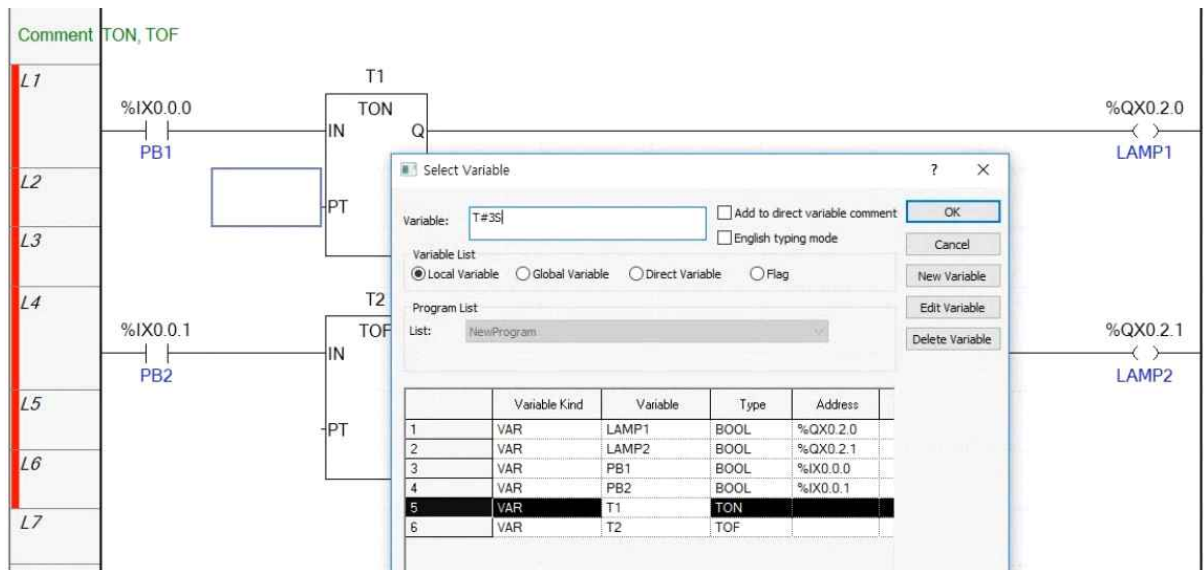 Comment TON, TOF
L1
T1
%IX0.0.0
TON
%QX0.2.0
IN
Q
PB1
LAMP1
Select Variable
? ×
L2
Variable:
T#3S
Add to direct variable comment
OK
PT
English typing mode
L3
Cancel
Variable List
Local Variable
Global Variable
Direct Variable
Flag
New Variable
L4
T2
Program List
Edit Variable
%IX0.0.1
TOF
List:
NewProgram
Delete Variable
%QX0.2.1
IN
PB2
LAMP2
L5
Variable Kind Variable Type Address
PT
1 VAR LAMP1 BOOL %QX0.2.0
2 VAR LAMP2 BOOL %QX0.2.1
L6
3 VAR PB1 BOOL %IX0.0.0
4 VAR PB2 BOOL %IX0.0.1
5 VAR T1 TON
L7
6 VAR T2 TOF